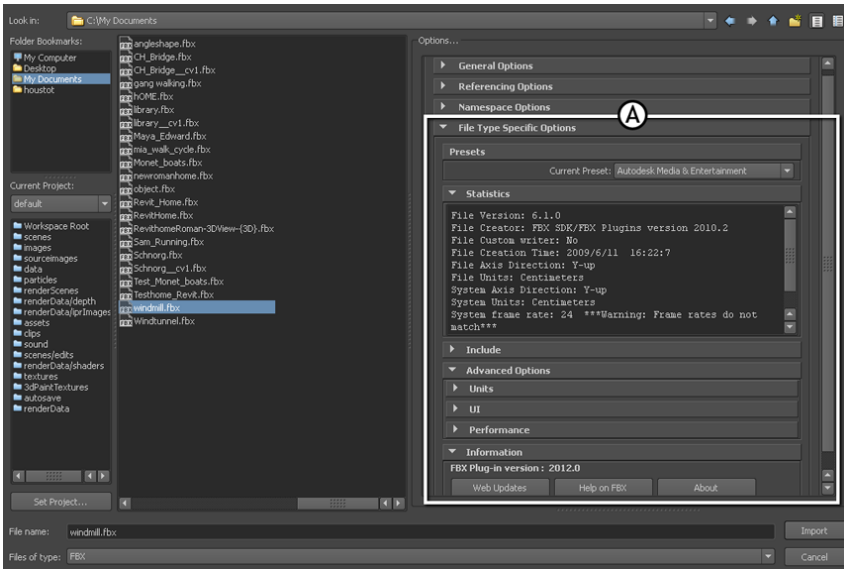 Look in: C:\My Documents
Folder Bookmarks:
My Computer
Desktop
My Documents
houstot
Current Project:
default
Workspace Root
scenes
images
sourceimages
data
particles
renderScenes
renderData/depth
renderData/iprImages
assets
clips
sound
scenes/edits
renderData/shaders
textures
3dPaintTextures
autosave
renderData
Set Project...
angleshape.fbx
CH_Bridge.fbx
CH_Bridge__cv1.fbx
gang walking.fbx
hOME.fbx
library.fbx
library__cv1.fbx
Maya_Edward.fbx
mia_walk_cycle.fbx
Monet_boats.fbx
newromanhome.fbx
object.fbx
Revit_Home.fbx
RevitHome.fbx
RevithomeRoman-3DView-{3D}.fbx
Sam_Running.fbx
Schnorg.fbx
Schnorg__cv1.fbx
Test_Monet_boats.fbx
Testhome_Revit.fbx
windmill.fbx
Windtunnel.fbx
Options...
General Options
Referencing Options
Namespace Options
A
File Type Specific Options
Presets
Current Preset: Autodesk Media & Entertainment
Statistics
File Version: 6.1.0
File Creator: FBX SDK/FBX Plugins version 2010.2
File Custom writer: No
File Creation Time: 2009/6/11 16:22:7
File Axis Direction: Y-up
File Units: Centimeters
System Axis Direction: Y-up
System Units: Centimeters
System frame rate: 24 ***Warning: Frame rates do not
match***
Include
Advanced Options
Units
UI
Performance
Information
FBX Plug-in version : 2012.0
Web Updates Help on FBX About
File name: windmill.fbx Import
Files of type: FBX Cancel